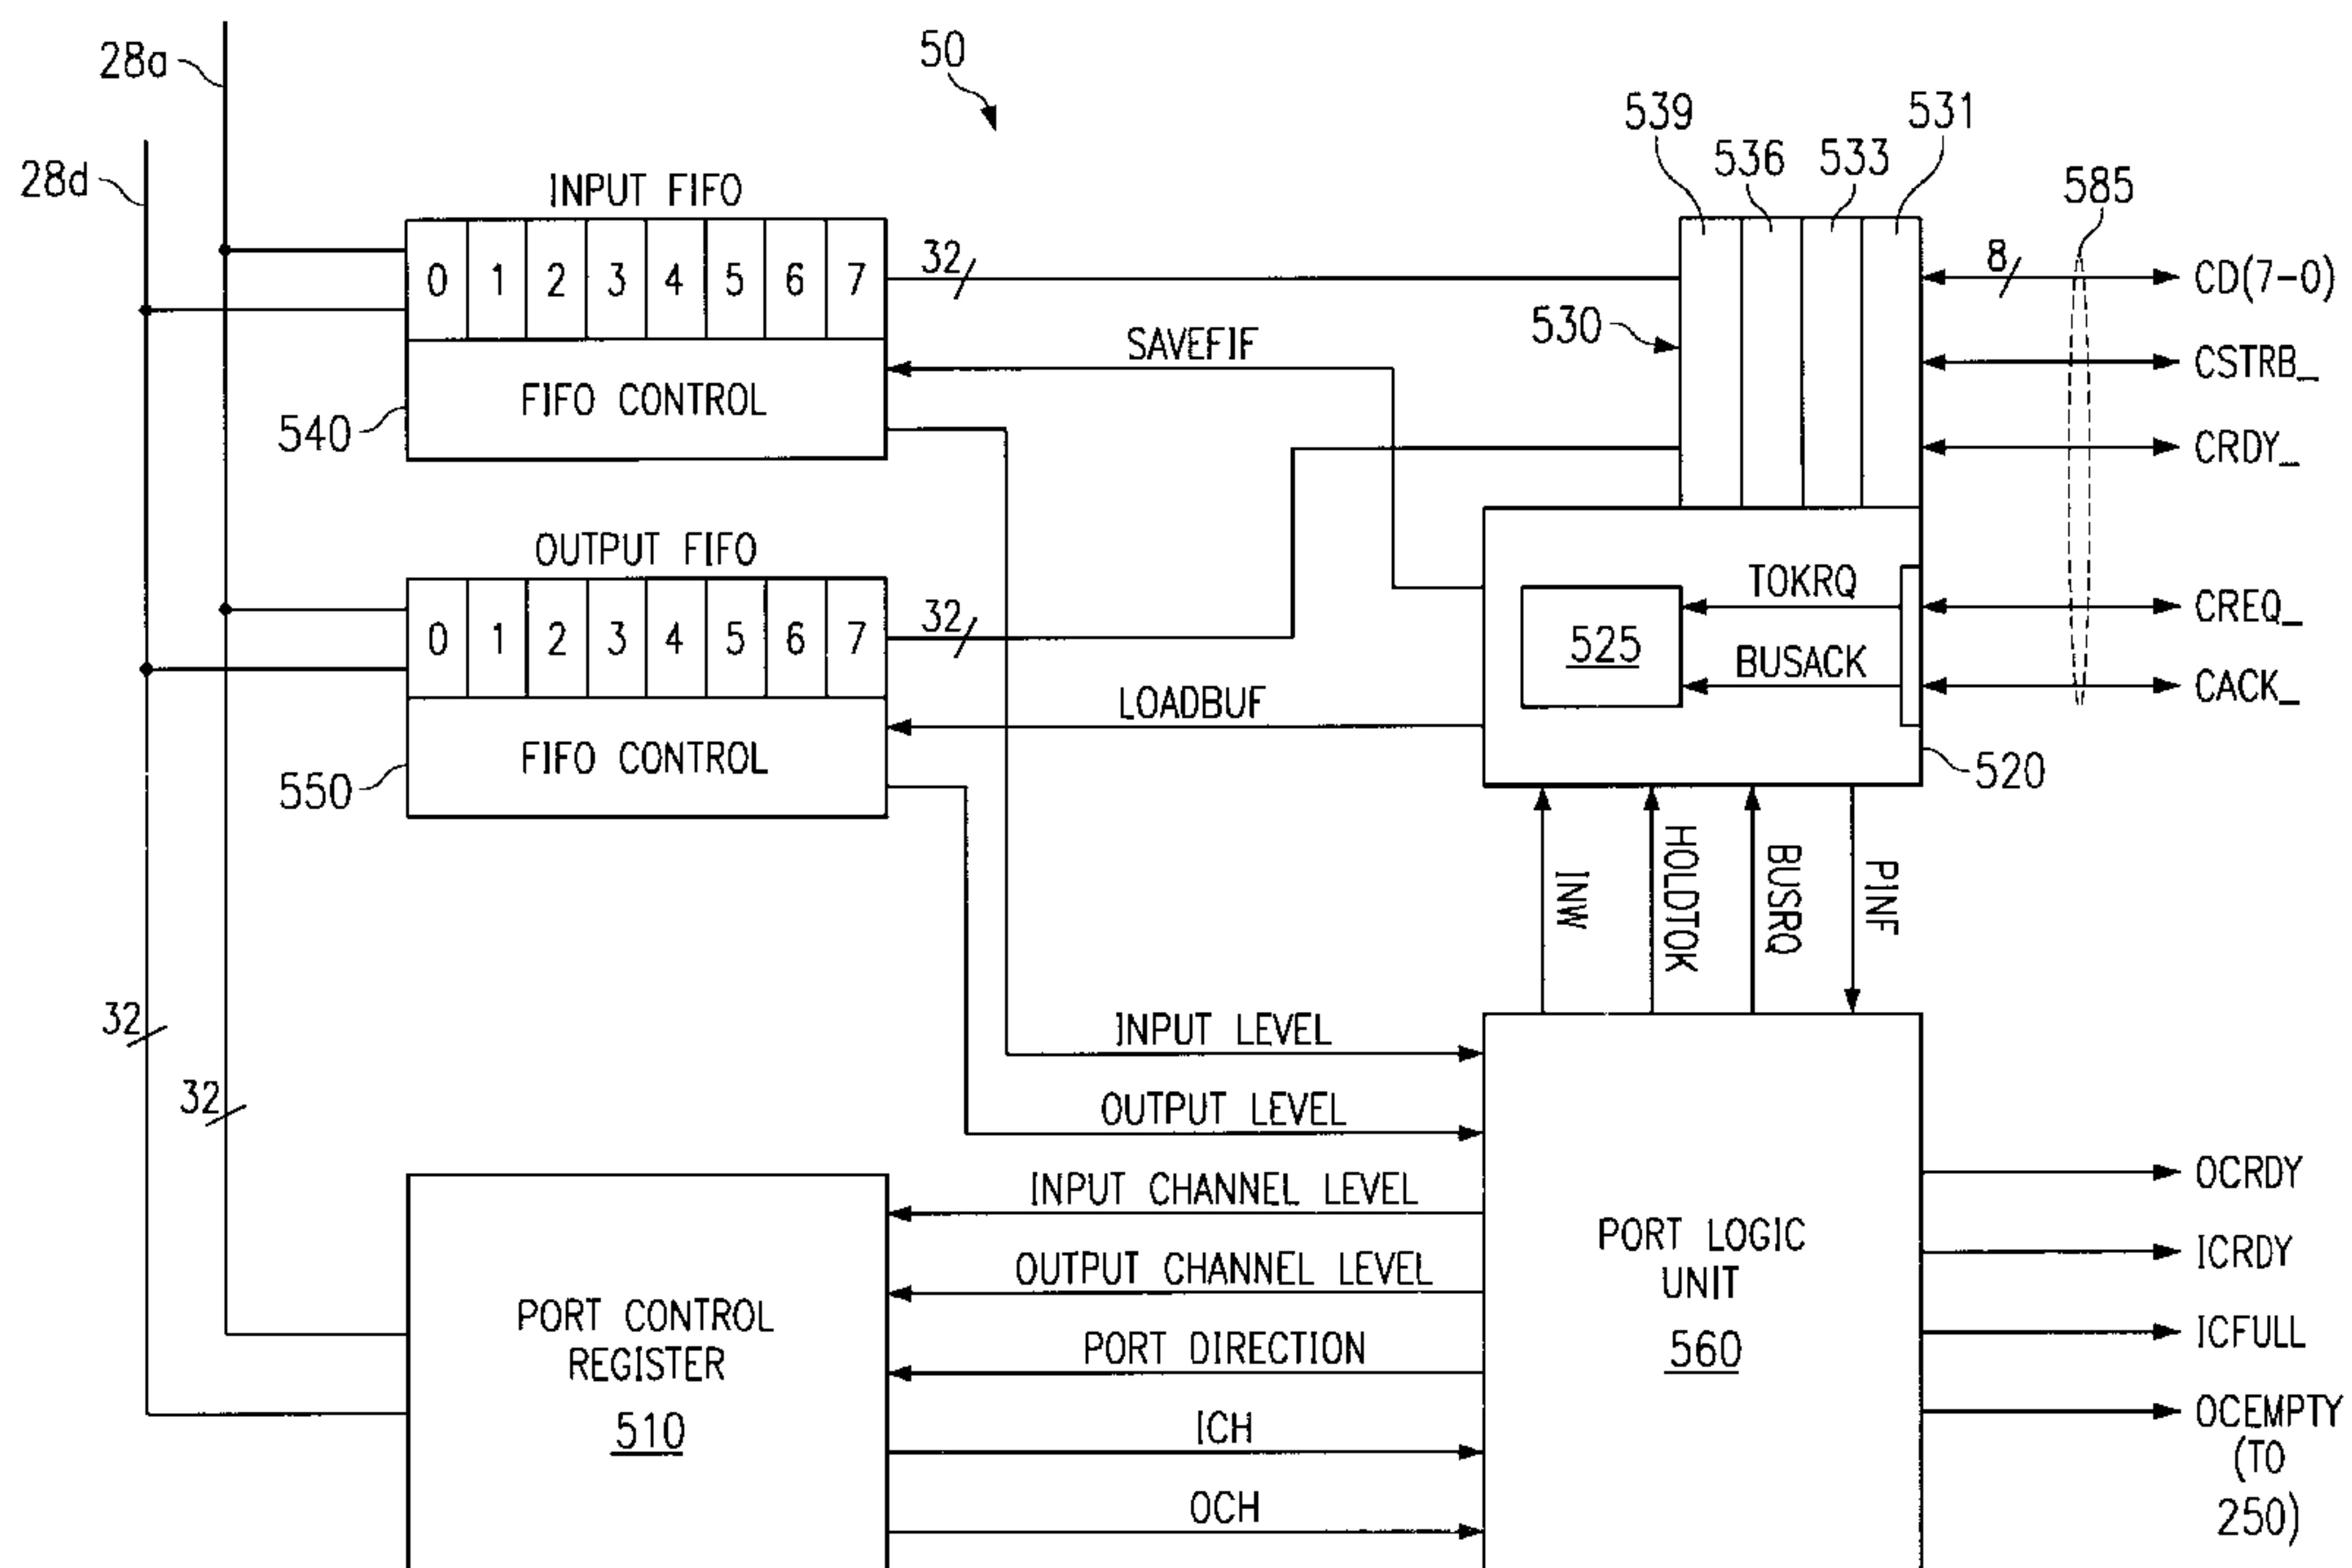 50
28a
28d
539
536
533
531
585
INPUT FIFO
0 1 2 3 4 5 6 7
32
8
CD(7-0)
530
SAVEFIF
CSTRB_
FIFO CONTROL
540
CRDY_
OUTPUT FIFO
0 1 2 3 4 5 6 7
32
TOKRQ
CREQ_
525
BUSACK
CACK_
LOADBUF
FIFO CONTROL
550
520
INW
HOLDTOK
BUSRQ
PINF
32
32
INPUT LEVEL
OUTPUT LEVEL
INPUT CHANNEL LEVEL
OUTPUT CHANNEL LEVEL
PORT DIRECTION
ICH
OCH
PORT CONTROL
REGISTER
510
PORT LOGIC
UNIT
560
OCRDY
ICRDY
ICFULL
OCEMPTY
(TO
250)